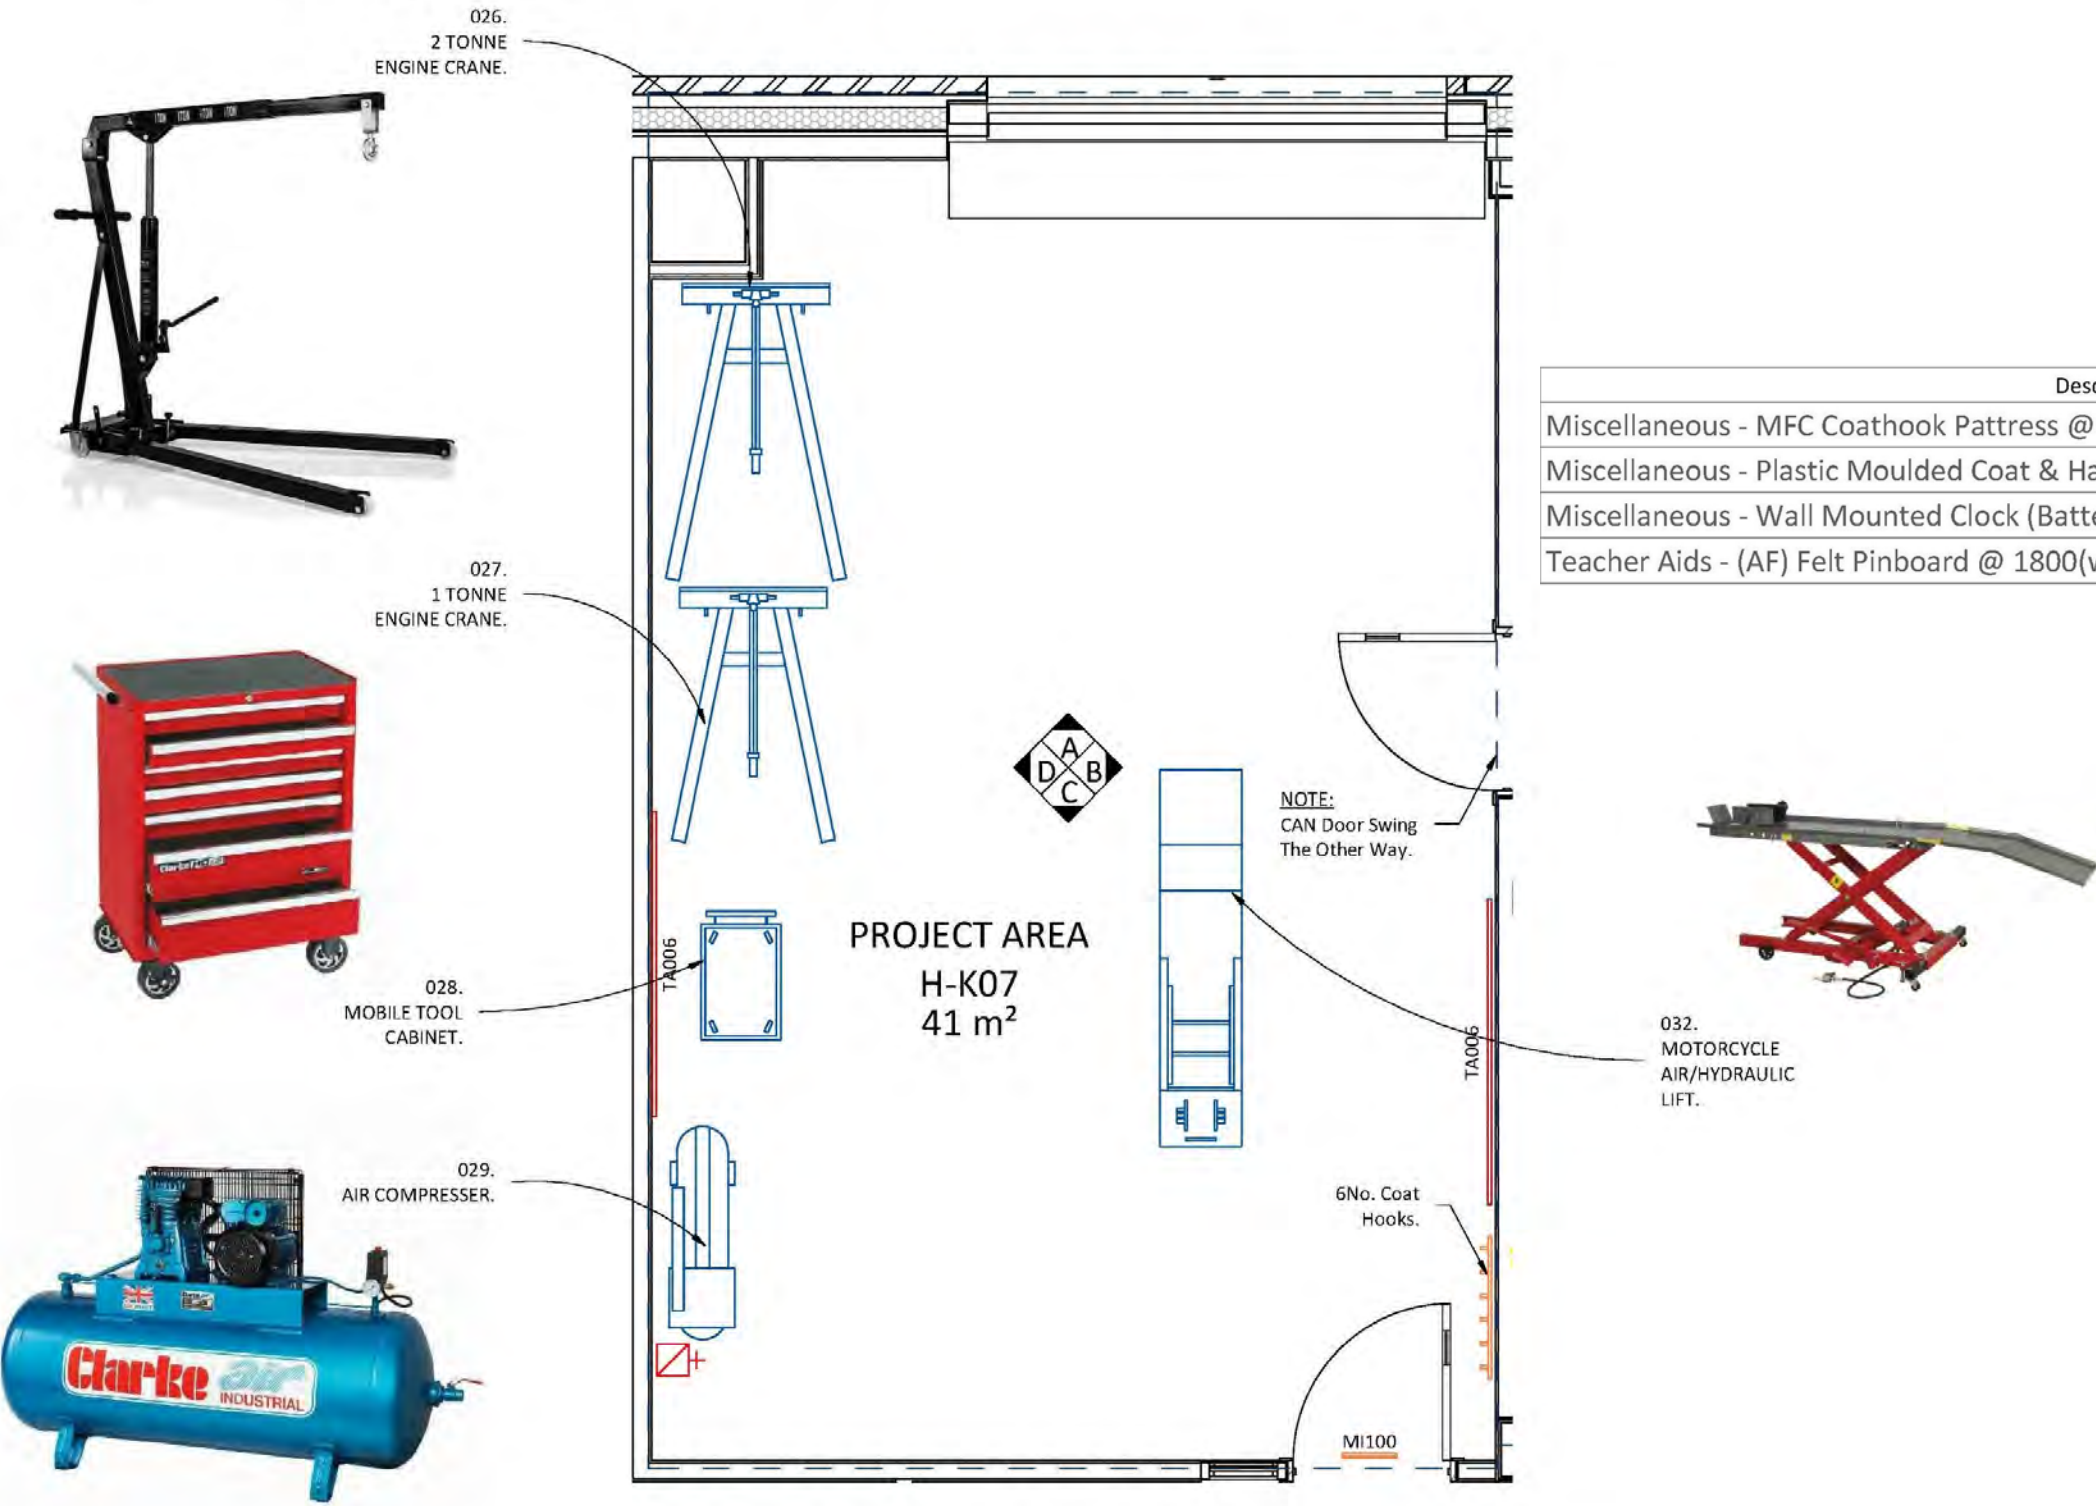 026.
2 TONNE
ENGINE CRANE.
027.
1 TONNE
ENGINE CRANE.
028.
MOBILE TOOL
CABINET.
029.
AIR COMPRESSER.
Clarke air
INDUSTRIAL
TA006
PROJECT AREA
H-K07
41 m²
A
D B
C
NOTE:
CAN Door Swing
The Other Way.
TA006
6No. Coat
Hooks.
MI100
Desc
Miscellaneous - MFC Coathook Pattress @
Miscellaneous - Plastic Moulded Coat & Ha
Miscellaneous - Wall Mounted Clock (Batte
Teacher Aids - (AF) Felt Pinboard @ 1800(w
032.
MOTORCYCLE
AIR/HYDRAULIC
LIFT.